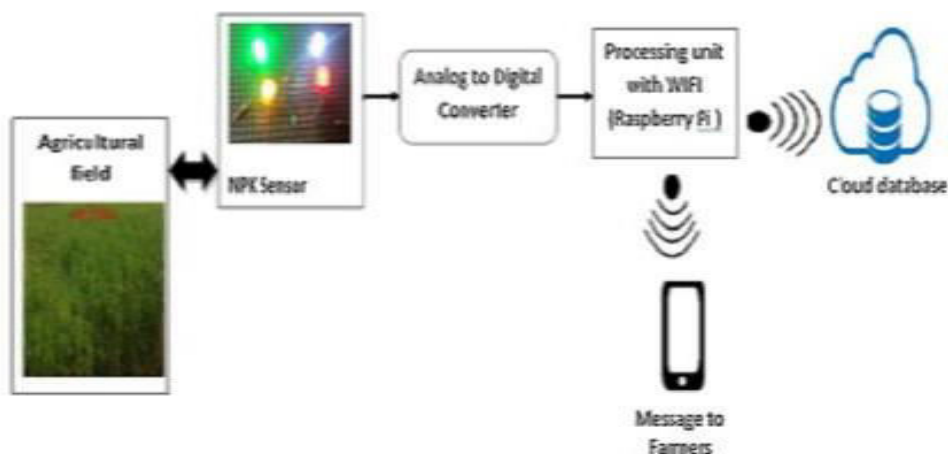 Agricultural
field
NPK Sensor
Analog to Digital
Converter
Processing unit
with WIFI
(Raspberry Pi )
Cloud database
Message to
Farmers